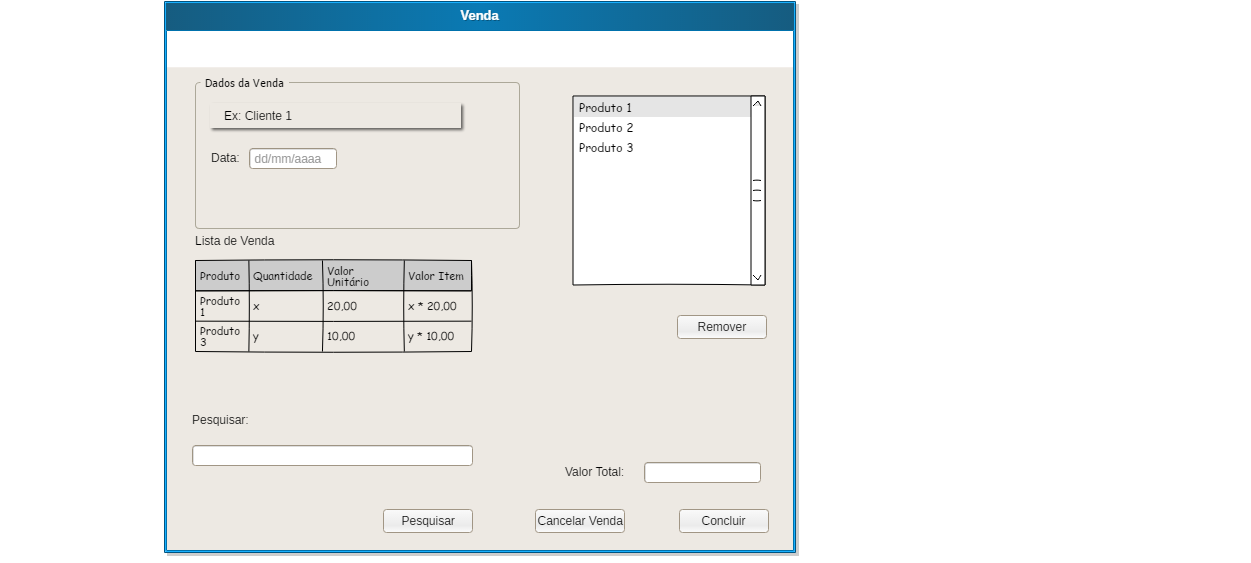 Venda
Dados da Venda
Ex: Cliente 1
Data: dd/mm/aaaa
Produto 1
Produto 2
Produto 3
Lista de Venda
Produto Quantidade Valor Unitário Valor Item
Produto 1 x 20,00 x * 20,00
Produto 3 y 10,00 y * 10,00
Remover
Pesquisar:
Valor Total:
Pesquisar Cancelar Venda Concluir